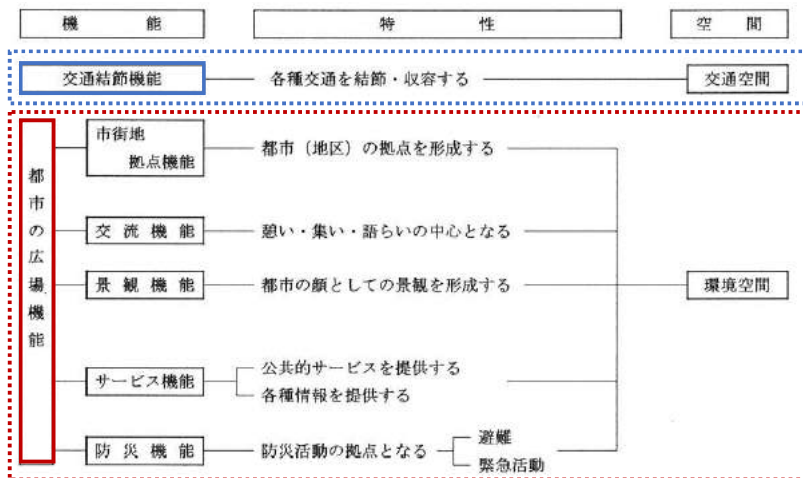 機能 特性 空間
交通結節機能 各種交通を結節・収容する 交通空間
都市の広場機能
市街地
拠点機能 都市（地区）の拠点を形成する
交流機能 憩い・集い・語らいの中心となる
景観機能 都市の顔としての景観を形成する 環境空間
サービス機能 公共的サービスを提供する
各種情報を提供する
防災機能 防災活動の拠点となる 避難
緊急活動